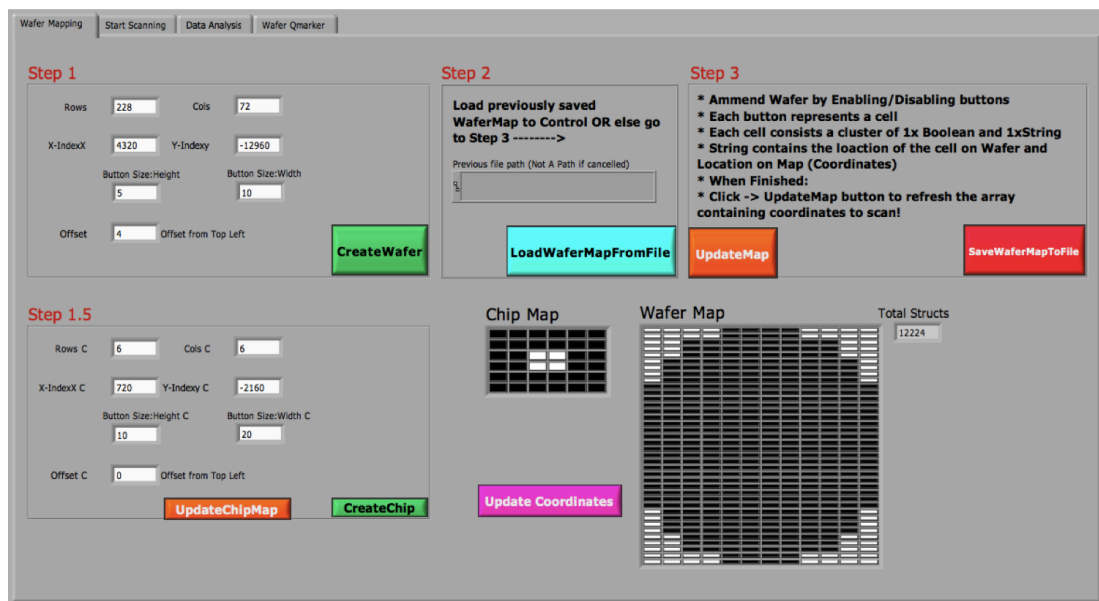 Wafer Mapping Start Scanning Data Analysis Wafer Qmarker
Step 1
Rows 228 Cols 72
X-IndexX 4320 Y-Indexy -12960
Button Size:Height Button Size:Width
5 10
Offset 4 Offset from Top Left
CreateWafer
Step 2
Load previously saved
WaferMap to Control OR else go
to Step 3 -------->
Previous file path (Not A Path if cancelled)
LoadWaferMapFromFile
Step 3
* Ammend Wafer by Enabling/Disabling buttons
* Each button represents a cell
* Each cell consists a cluster of 1x Boolean and 1xString
* String contains the loaction of the cell on Wafer and
Location on Map (Coordinates)
* When Finished:
* Click -> UpdateMap button to refresh the array
containing coordinates to scan!
UpdateMap
SaveWaferMapToFile
Step 1.5
Rows C 6 Cols C 6
X-IndexX C 720 Y-Indexy C -2160
Button Size:Height C Button Size:Width C
10 20
Offset C 0 Offset from Top Left
UpdateChipMap CreateChip
Chip Map
Update Coordinates
Wafer Map
Total Structs
12224